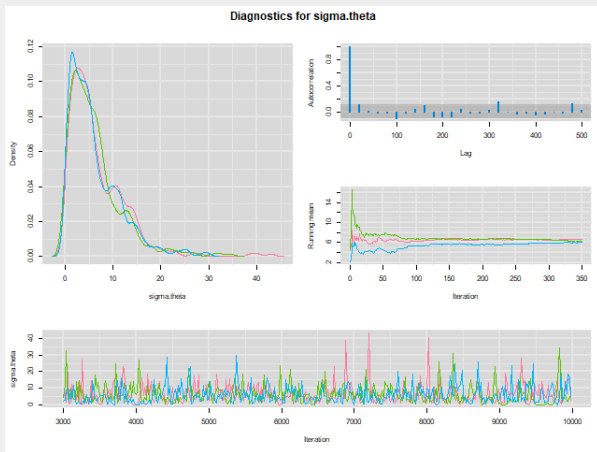 Diagnostics for sigma.theta
Density
0.00 0.02 0.04 0.06 0.08 0.10 0.12
0 10 20 30 40
sigma.theta
Autocorrelation
0.0 0.4 0.8
0 100 200 300 400 500
Lag
Running mean
2 6 10 14
0 50 100 150 200 250 300 350
Iteration
sigma.theta
0 10 20 30 40
3000 4000 5000 6000 7000 8000 9000 10000
Iteration